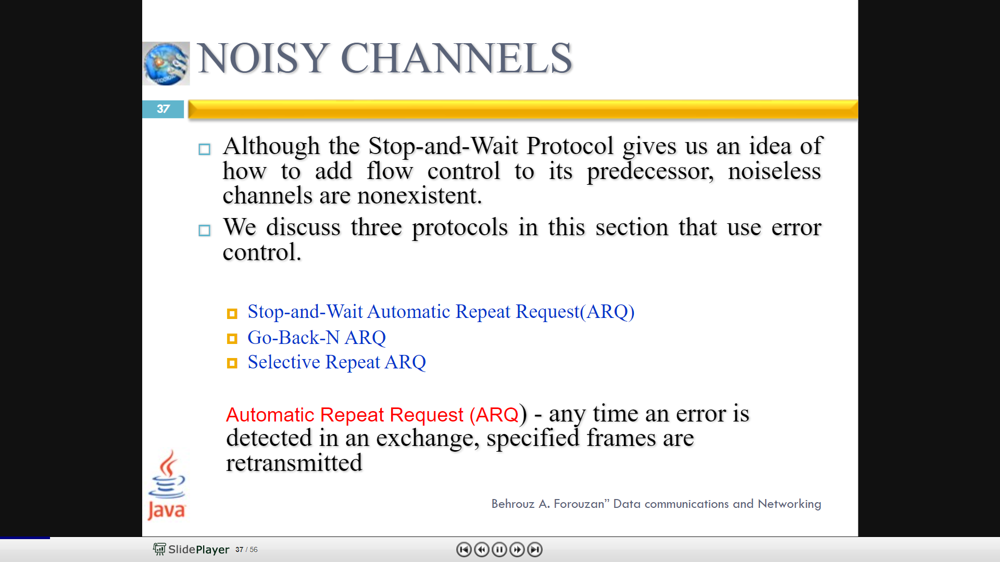 NOISY CHANNELS
37
Although the Stop-and-Wait Protocol gives us an idea of
how to add flow control to its predecessor, noiseless
channels are nonexistent.
We discuss three protocols in this section that use error
control.
Stop-and-Wait Automatic Repeat Request(ARQ)
Go-Back-N ARQ
Selective Repeat ARQ
Automatic Repeat Request (ARQ) - any time an error is
detected in an exchange, specified frames are
retransmitted
Java
Behrouz A. Forouzan” Data communications and Networking
SlidePlayer 37 / 56